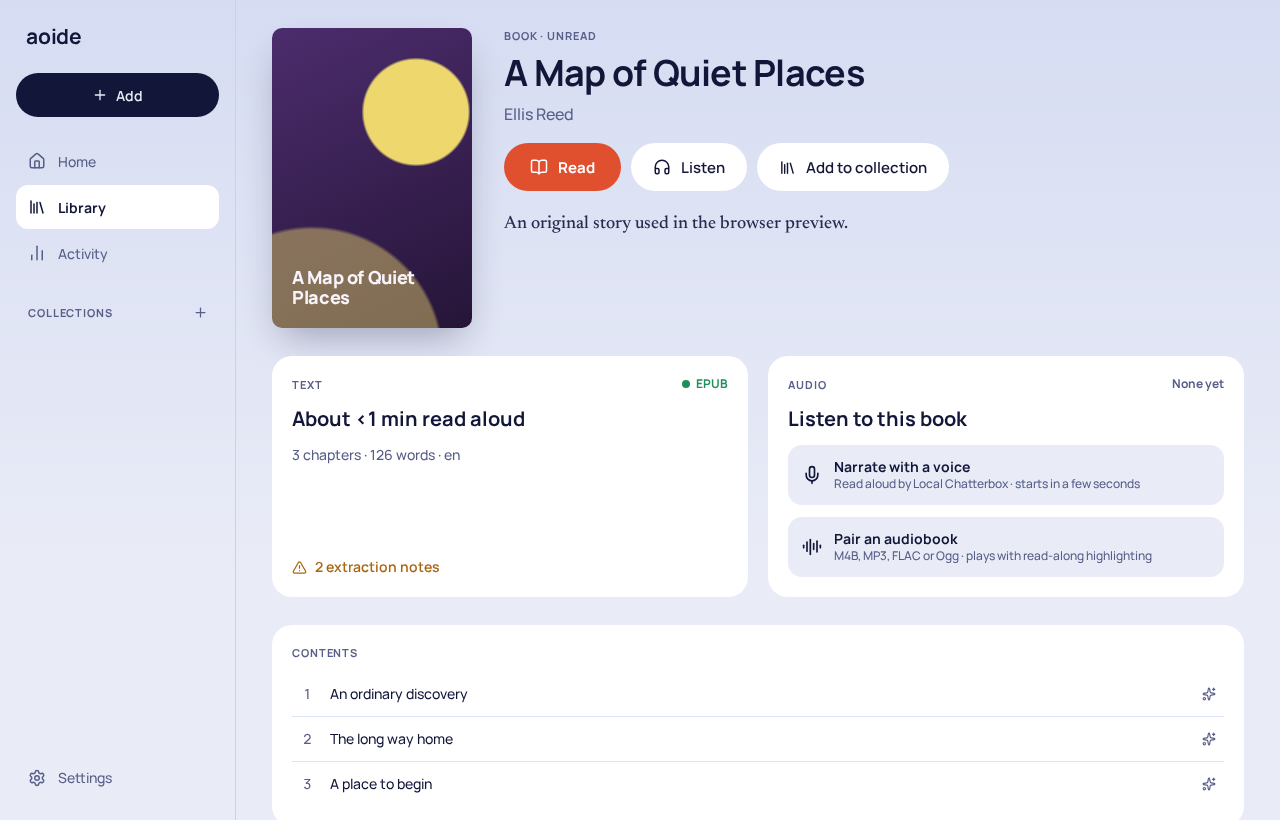 aoide
Add
Home
Library
Activity
COLLECTIONS
Settings
A Map of Quiet
Places
BOOK · UNREAD
A Map of Quiet Places
Ellis Reed
Read
Listen
Add to collection
An original story used in the browser preview.
TEXT
EPUB
About <1 min read aloud
3 chapters · 126 words · en
2 extraction notes
AUDIO
None yet
Listen to this book
Narrate with a voice
Read aloud by Local Chatterbox · starts in a few seconds
Pair an audiobook
M4B, MP3, FLAC or Ogg · plays with read-along highlighting
CONTENTS
1 An ordinary discovery
2 The long way home
3 A place to begin